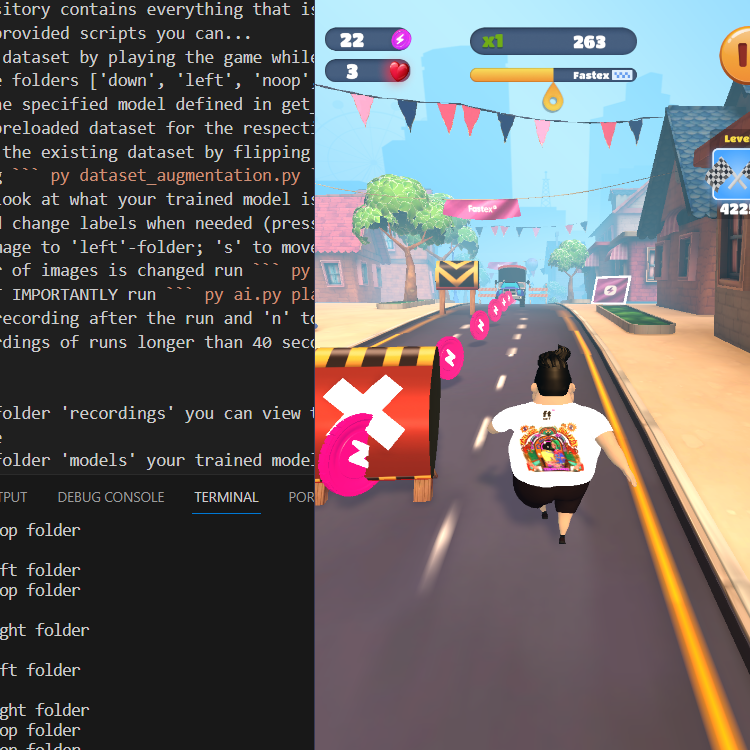 sitory contains everything that is
provided scripts you can...
dataset by playing the game while
folders ['down', 'left', 'noop'
he specified model defined in get_
preloaded dataset for the respecti
the existing dataset by flipping
g ``` py dataset_augmentation.py `
look at what your trained model is
d change labels when needed (press
mage to 'left'-folder; 's' to move
r of images is changed run ``` py
T IMPORTANTLY run ``` py ai.py pla
recording after the run and 'n' to
rdings of runs longer than 40 seco
folder 'recordings' you can view t
e
folder 'models' your trained model
TPUT DEBUG CONSOLE TERMINAL POR
op folder
ft folder
op folder
ght folder
ft folder
ght folder
op folder
op folder
22
3
x1 263
Fastex
Leve
422
Fastex